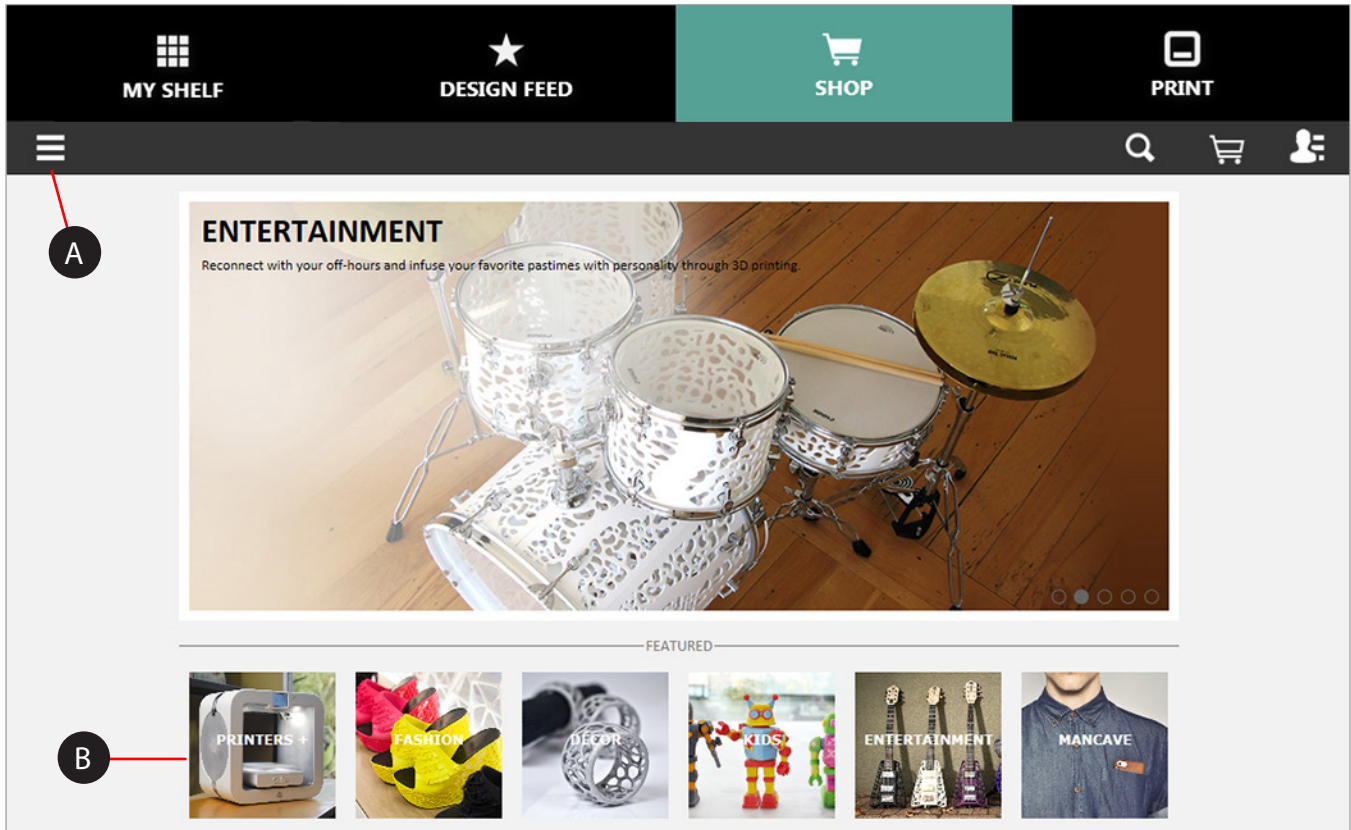 MY SHELF
DESIGN FEED
SHOP
PRINT
A
ENTERTAINMENT
Reconnect with your off-hours and infuse your favorite pastimes with personality through 3D printing.
FEATURED
B
PRINTERS +
FASHION
DÉCOR
KIDS
ENTERTAINMENT
MANCAVE